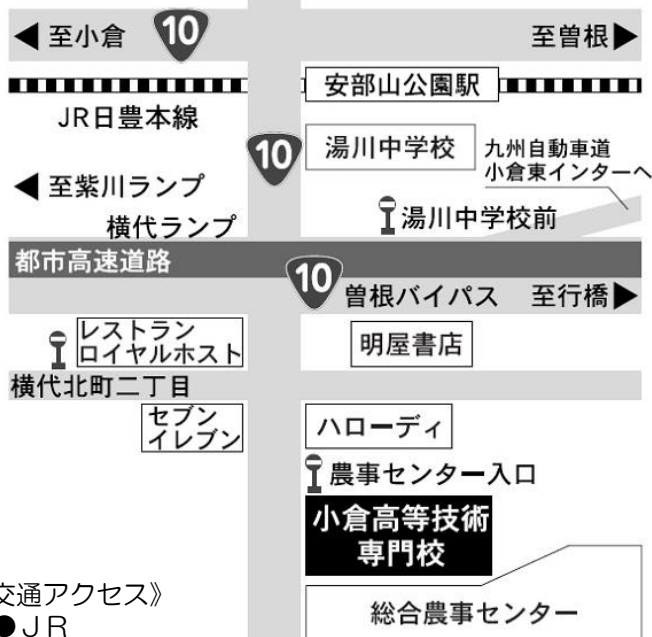 ◀ 至小倉 10 至曽根▶
安部山公園駅
JR日豊本線
10
湯川中学校
九州自動車道
小倉東インターへ
◀ 至紫川ランプ
横代ランプ
湯川中学校前
都市高速道路
10
曽根バイパス 至行橋▶
レストラン
ロイヤルホスト
明屋書店
横代北町二丁目
セブン
イレブン
ハローディ
農事センター入口
小倉高等技術
専門校
交通アクセス》
●ＪＲ
総合農事センター